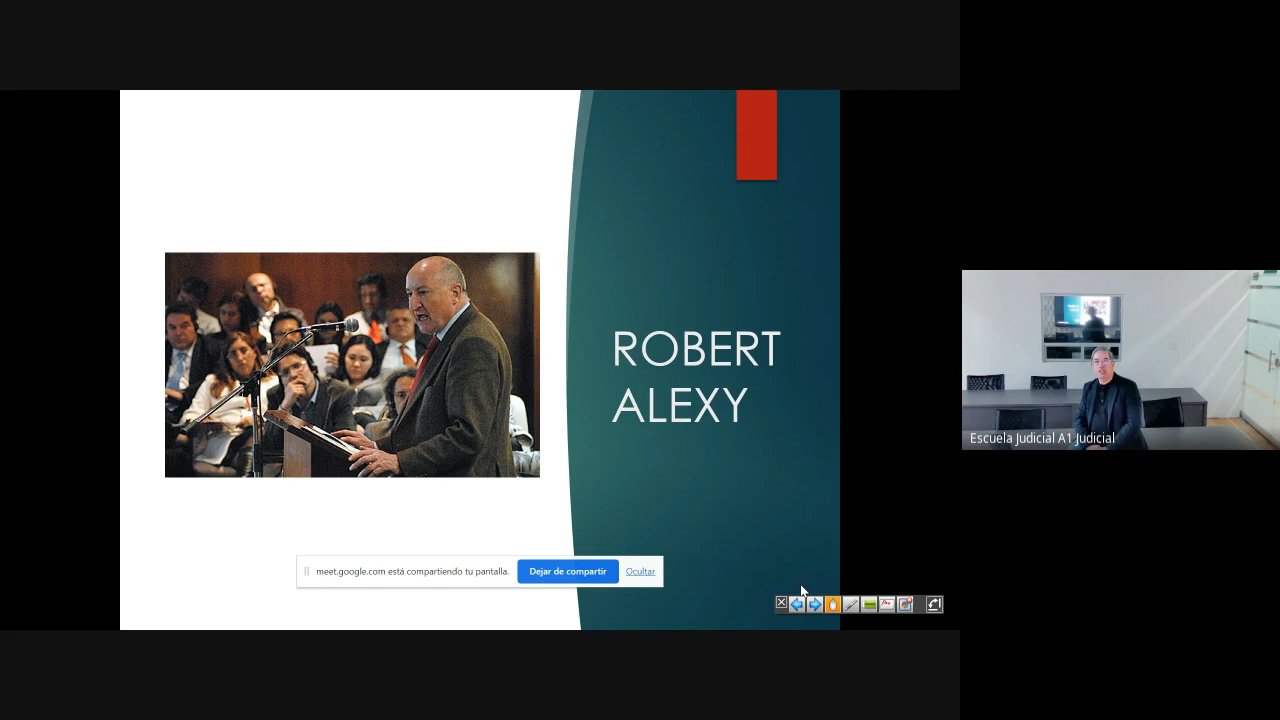 ROBERT
ALEXY
meet.google.com está compartiendo tu pantalla. Dejar de compartir Ocultar
Escuela Judicial A1 Judicial